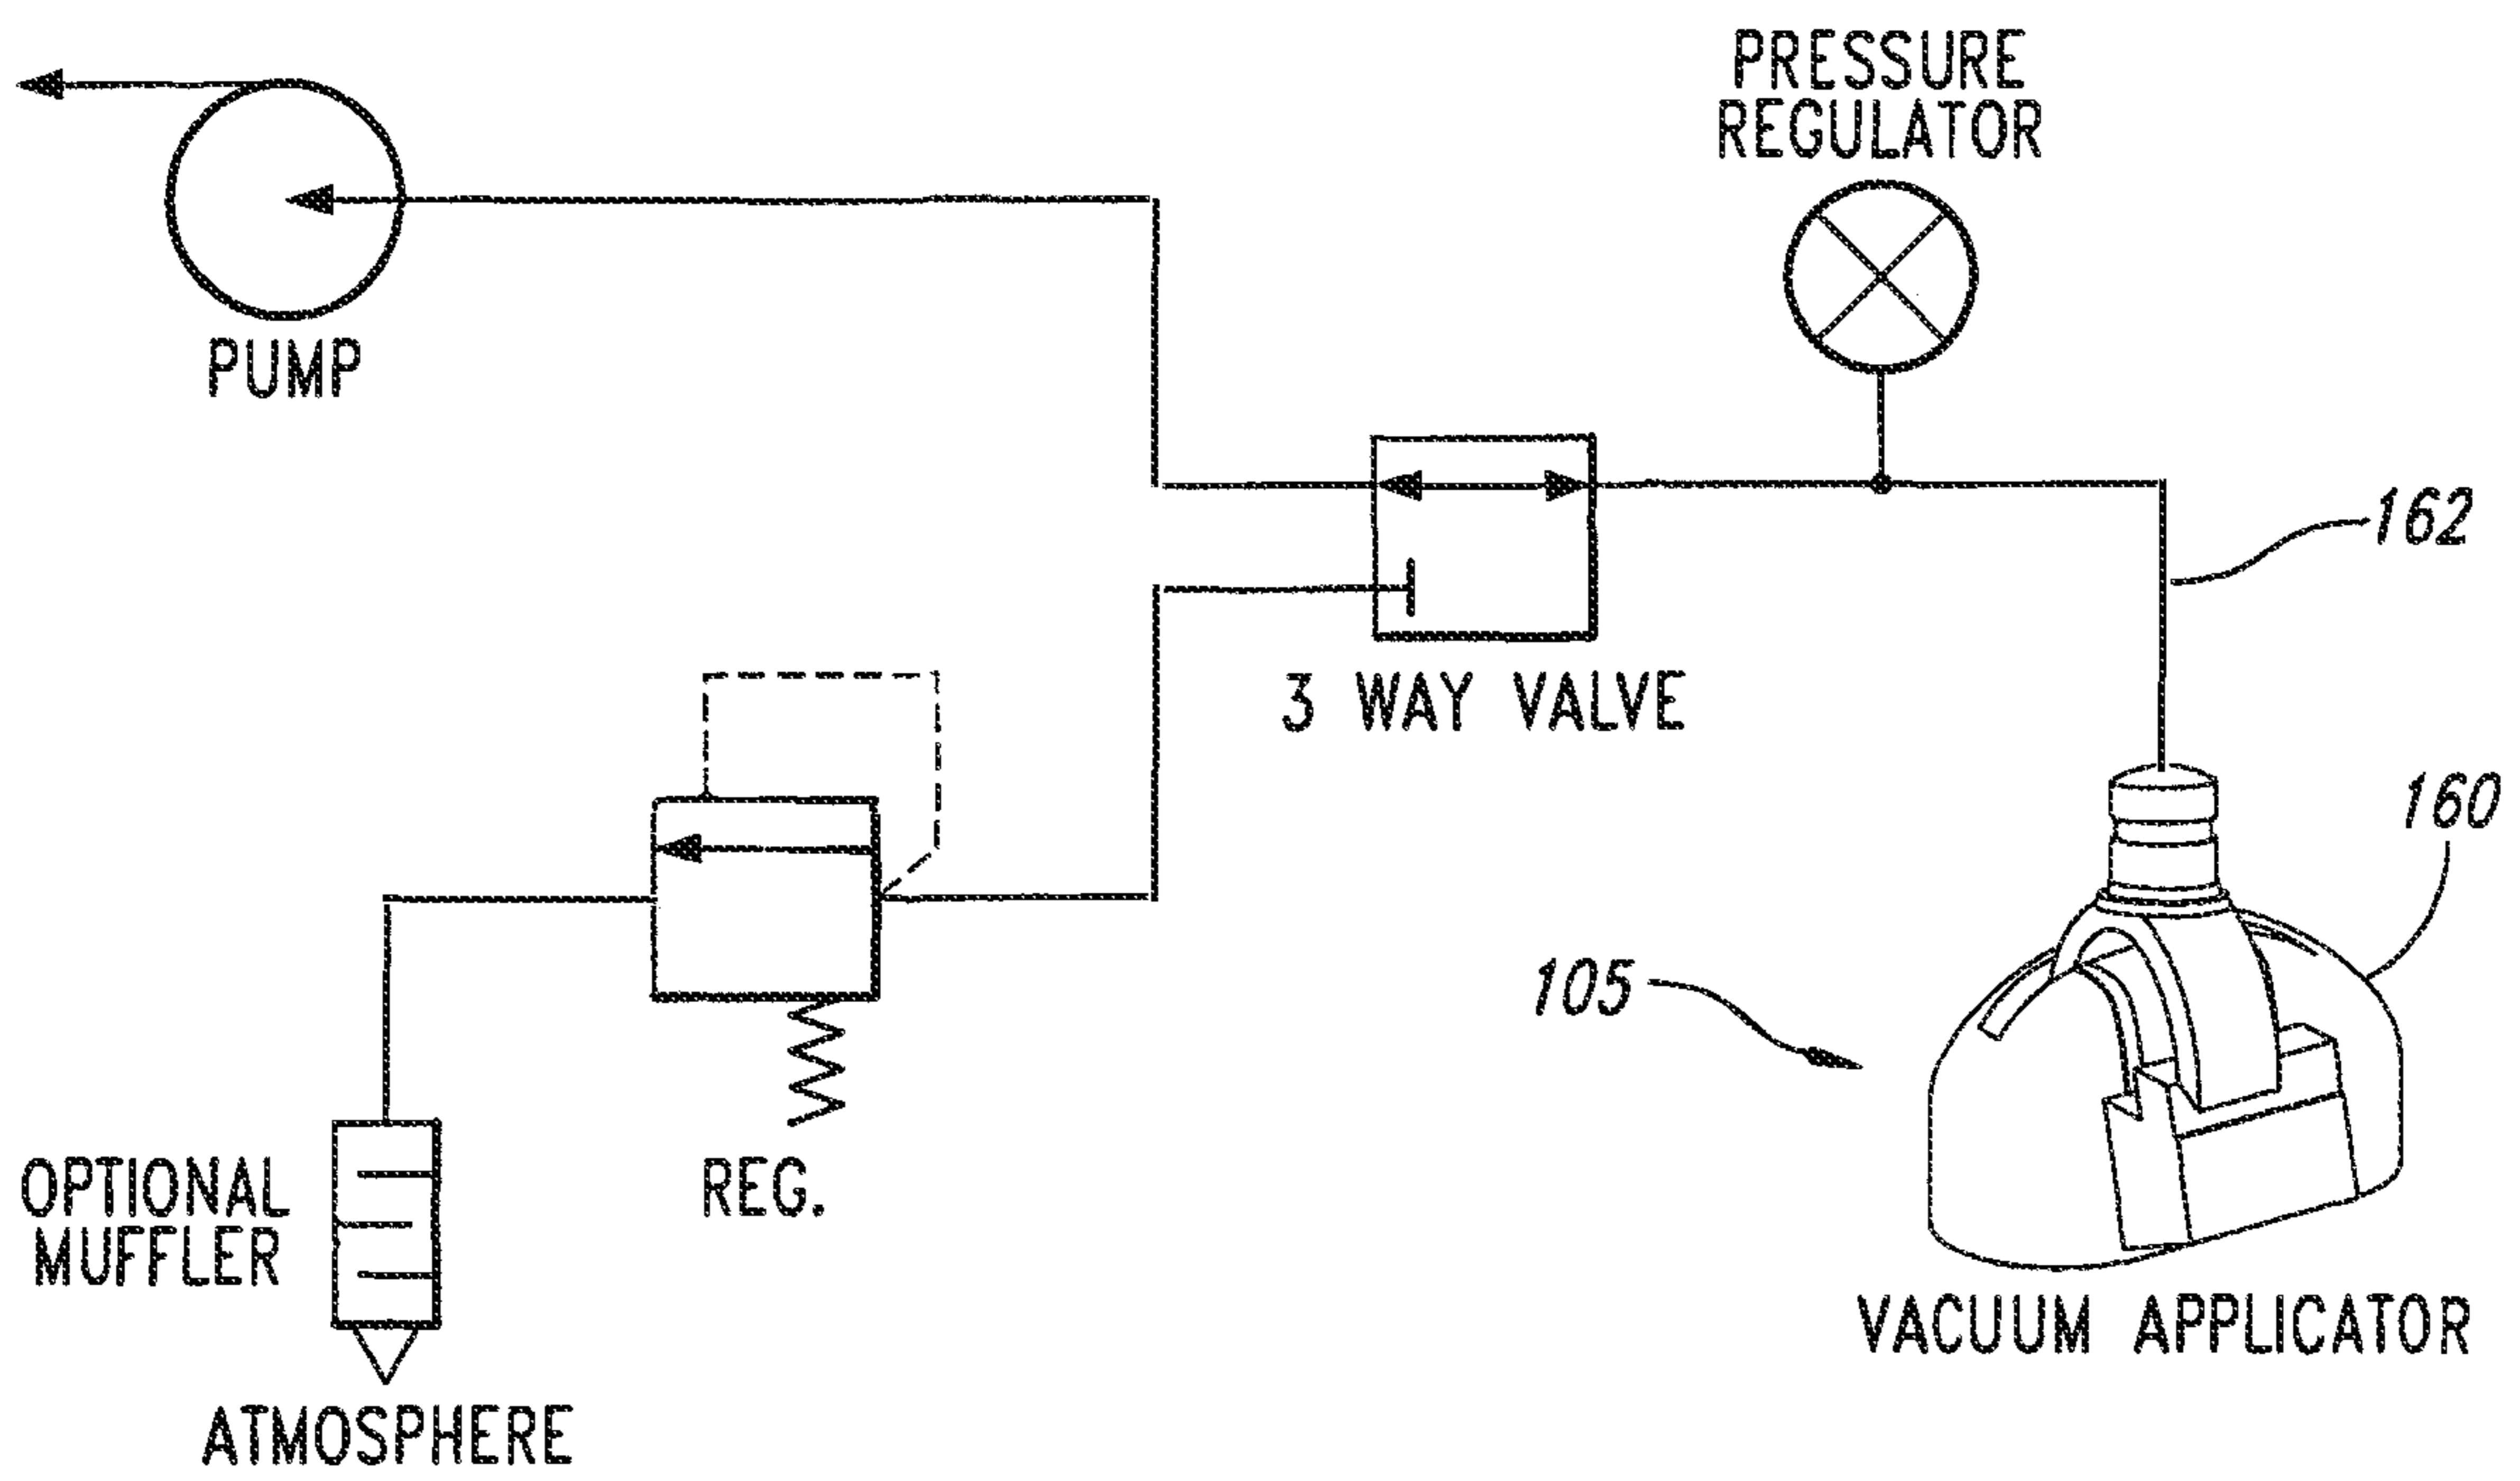 PRESSURE
REGULATOR
PUMP
162
3 WAY VALVE
160
105
OPTIONAL
MUFFLER
REG.
VACUUM APPLICATOR
ATMOSPHERE